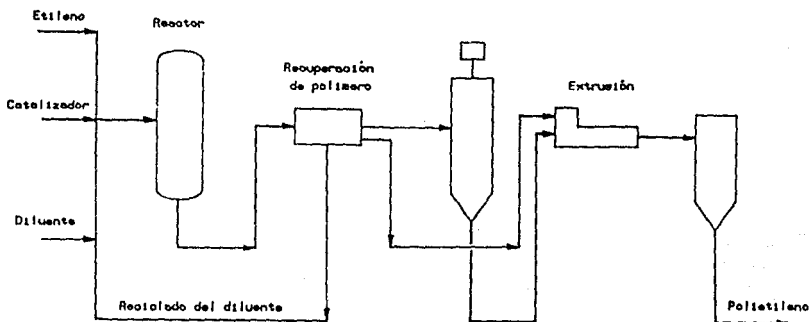 Etileno
Reactor
Recuperación
de polímero
Extrusión
Catalizador
Diluente
Reciclado del diluente
Polietileno